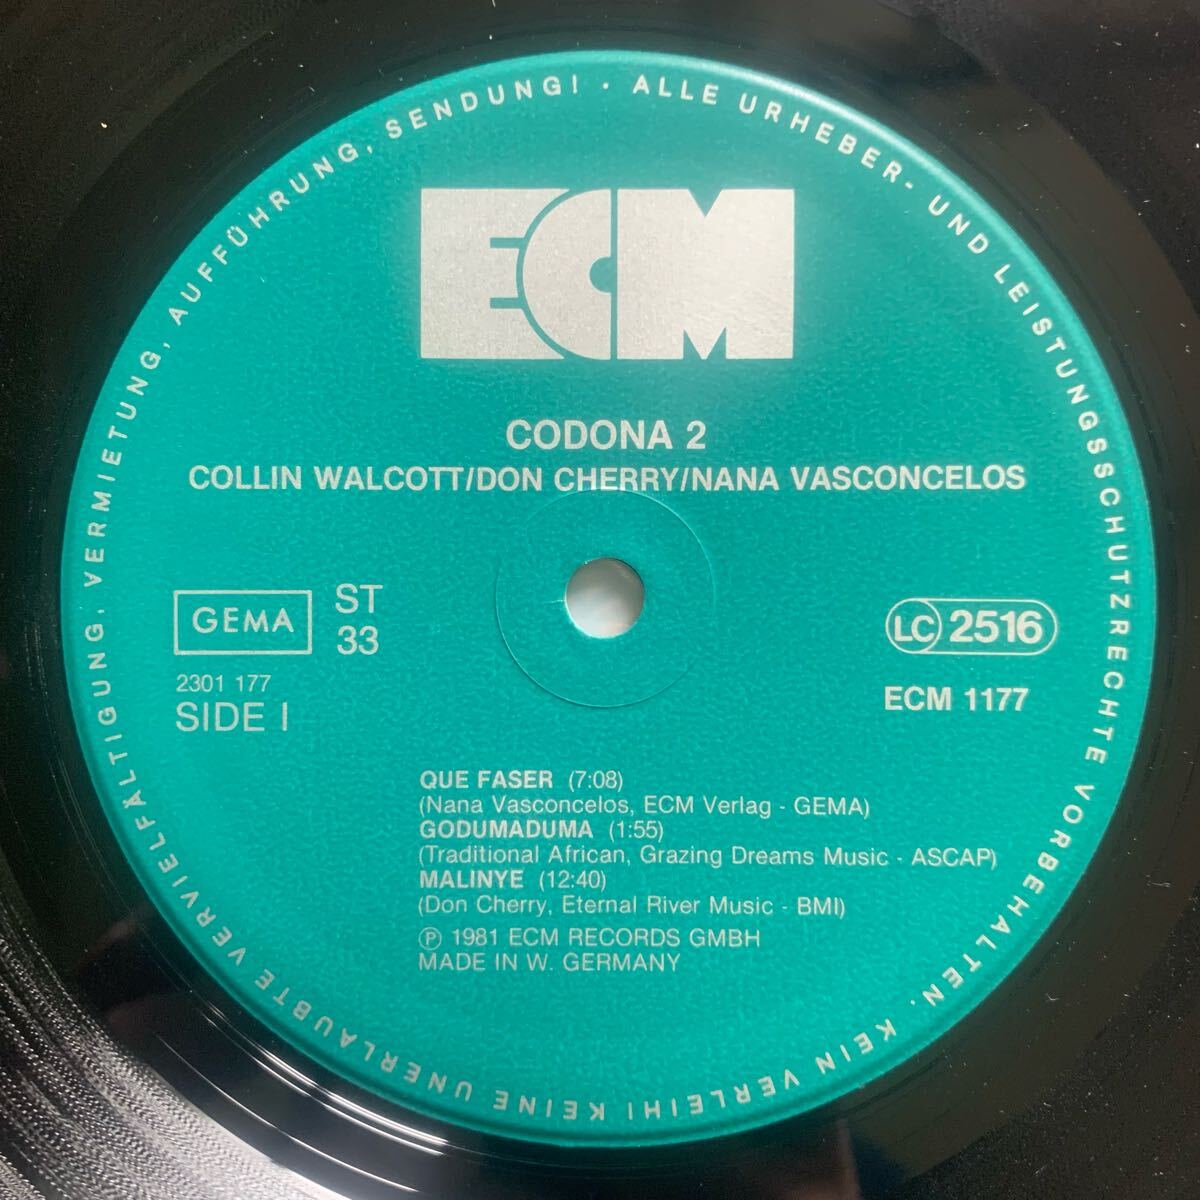 ALLE URHEBER- UND LEISTUNGSSCHUTZRECHTE VORBEHALTEN. KEIN VERLEIH! KEINE UNERLAUBTE VERVIELFÄLTIGUNG, VERMIETUNG, AUFFÜHRUNG, SENDUNG! ·
ECM
CODONA 2
COLLIN WALCOTT/DON CHERRY/NANA VASCONCELOS
GEMA
ST
33
LC 2516
2301 177
SIDE I
ECM 1177
QUE FASER (7:08)
(Nana Vasconcelos, ECM Verlag - GEMA)
GODUMADUMA (1:55)
(Traditional African, Grazing Dreams Music - ASCAP)
MALINYE (12:40)
(Don Cherry, Eternal River Music - BMI)
℗ 1981 ECM RECORDS GMBH
MADE IN W. GERMANY